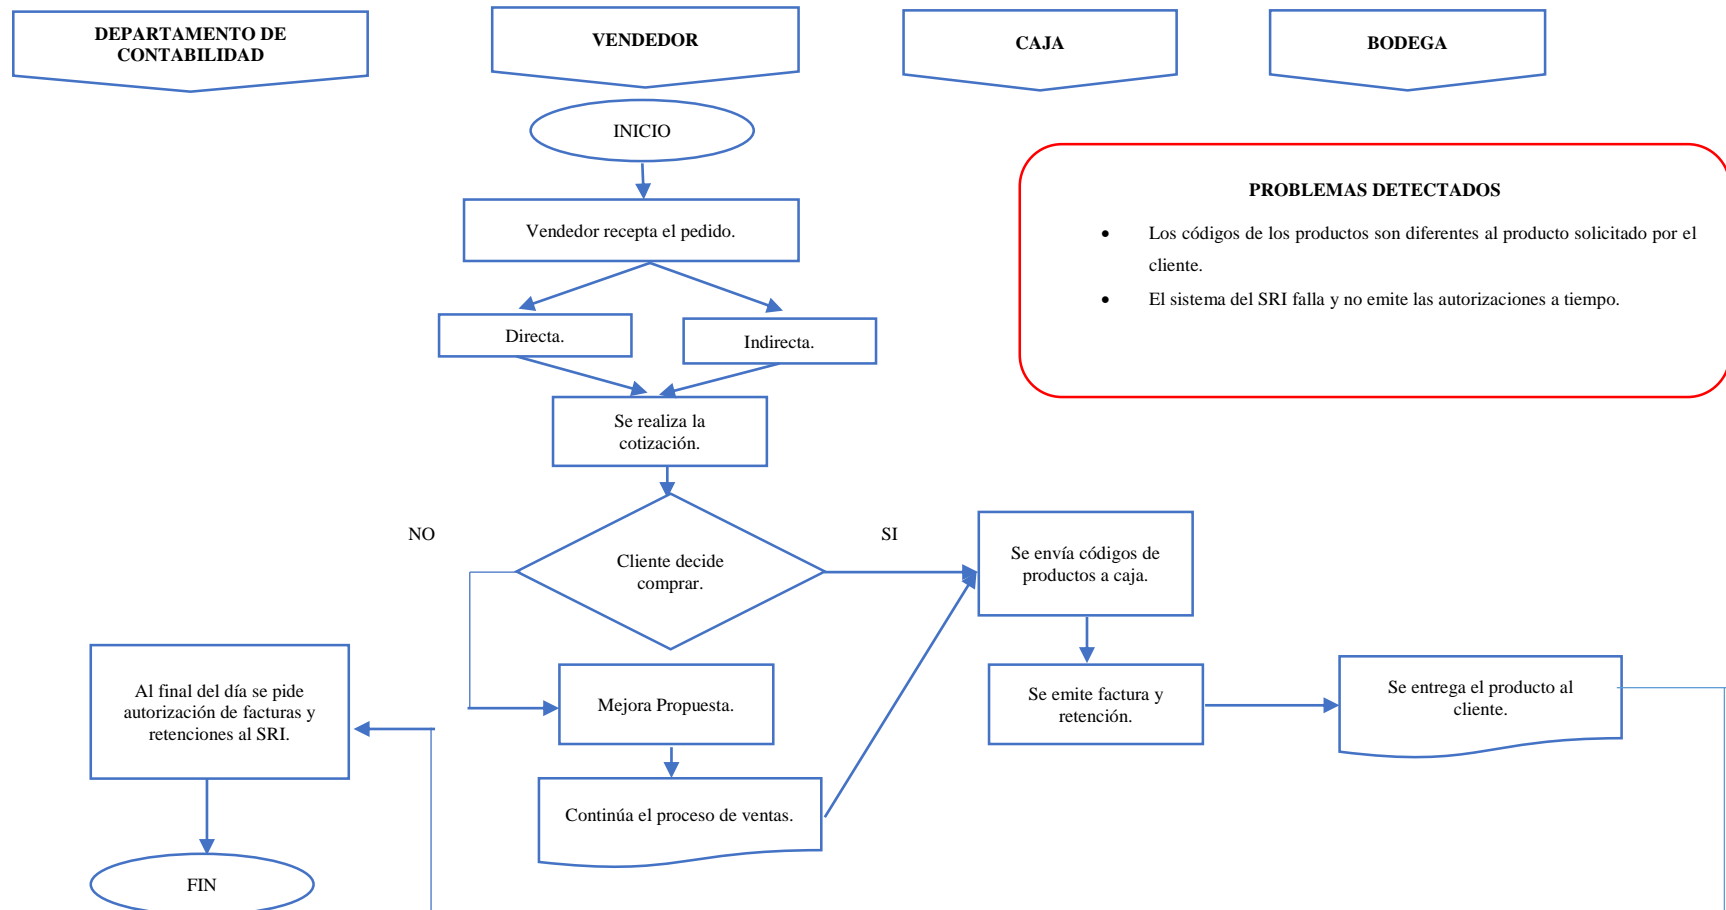 DEPARTAMENTO DE
CONTABILIDAD
VENDEDOR
CAJA
BODEGA
INICIO
PROBLEMAS DETECTADOS
• Los códigos de los productos son diferentes al producto solicitado por el
cliente.
• El sistema del SRI falla y no emite las autorizaciones a tiempo.
Vendedor recepta el pedido.
Directa.
Indirecta.
Se realiza la
cotización.
NO
SI
Cliente decide
comprar.
Se envía códigos de
productos a caja.
Al final del día se pide
autorización de facturas y
retenciones al SRI.
Mejora Propuesta.
Se emite factura y
retención.
Se entrega el producto al
cliente.
Continúa el proceso de ventas.
FIN